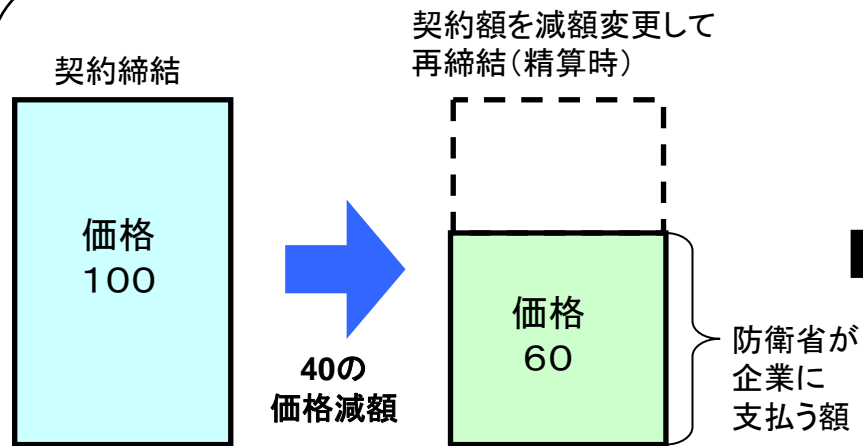 契約締結
価格
１００
40の
価格減額
契約額を減額変更して
再締結（精算時）
価格
６０
防衛省が
企業に
支払う額